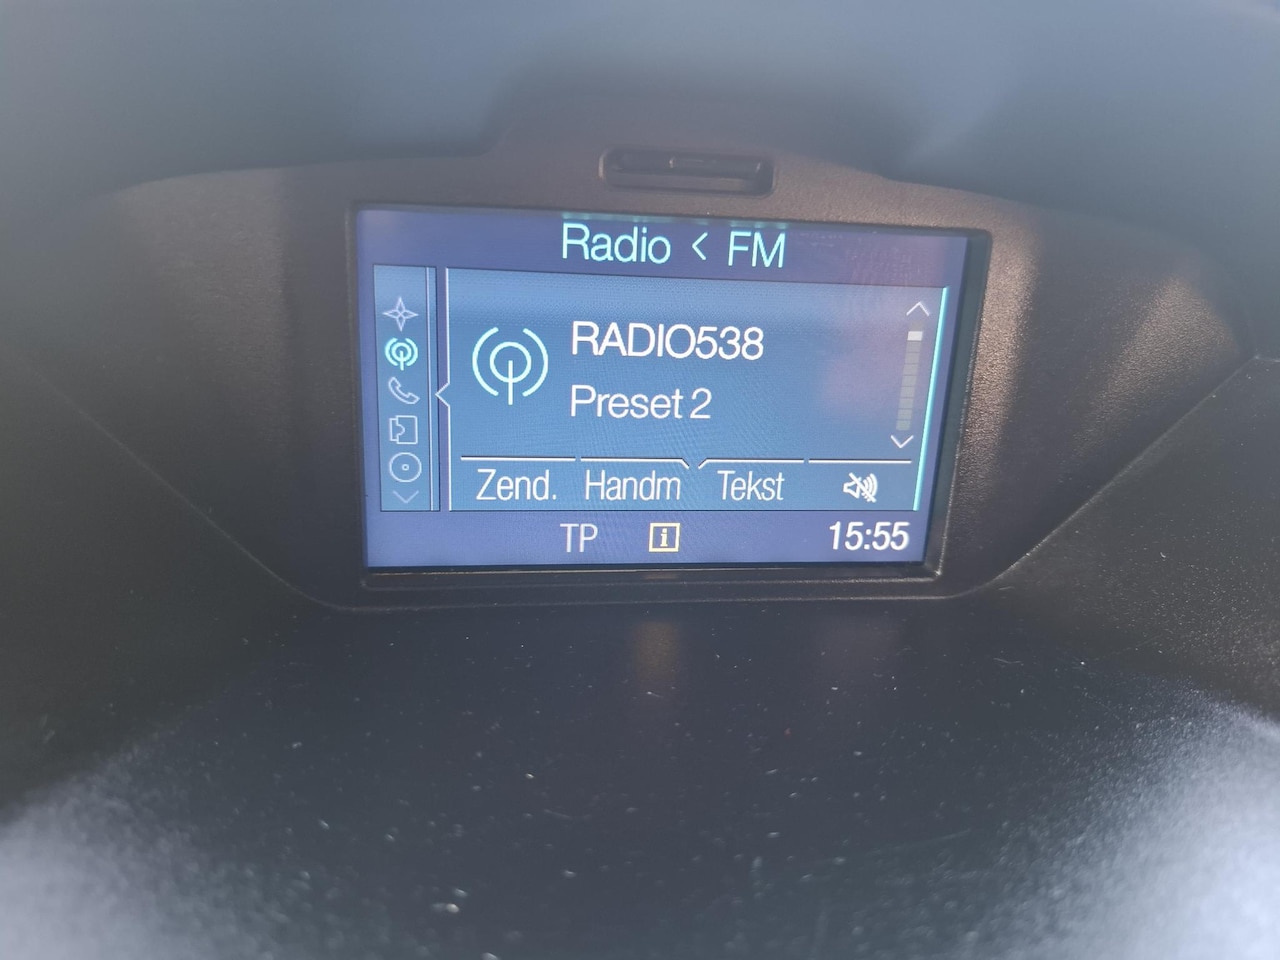 Radio < FM
RADIO538
Preset 2
Zend. Handm Tekst
TP i 15:55